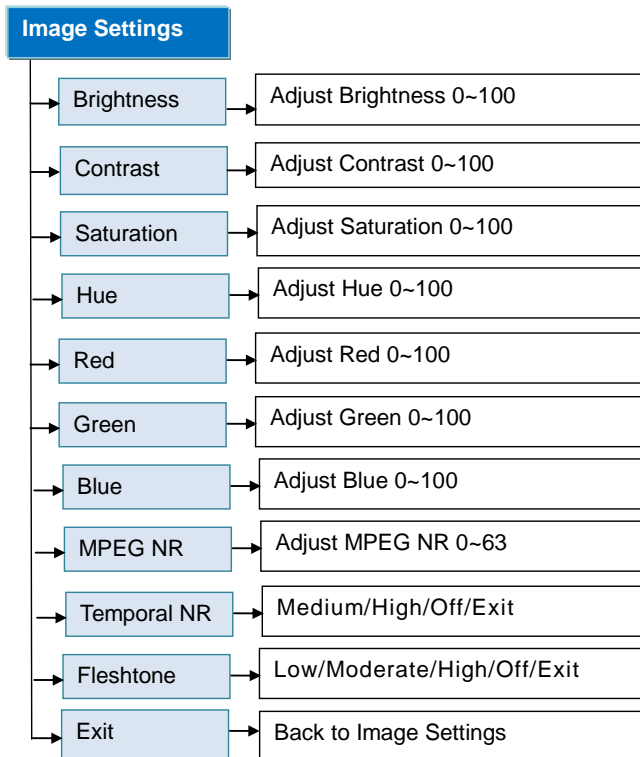 Image Settings
Brightness
Adjust Brightness 0~100
Contrast
Adjust Contrast 0~100
Saturation
Adjust Saturation 0~100
Hue
Adjust Hue 0~100
Red
Adjust Red 0~100
Green
Adjust Green 0~100
Blue
Adjust Blue 0~100
MPEG NR
Adjust MPEG NR 0~63
Temporal NR
Medium/High/Off/Exit
Fleshtone
Low/Moderate/High/Off/Exit
Exit
Back to Image Settings